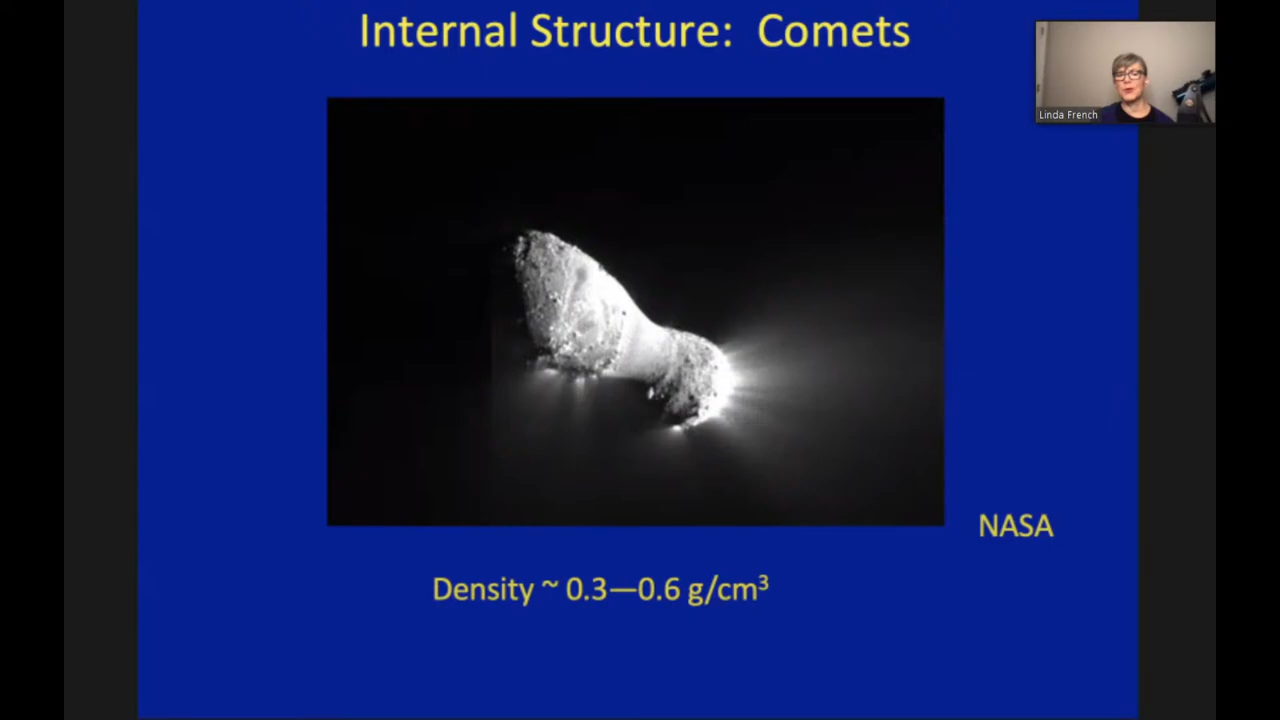 Internal Structure:  Comets
Linda French
NASA
Density ~ 0.3—0.6 g/cm³